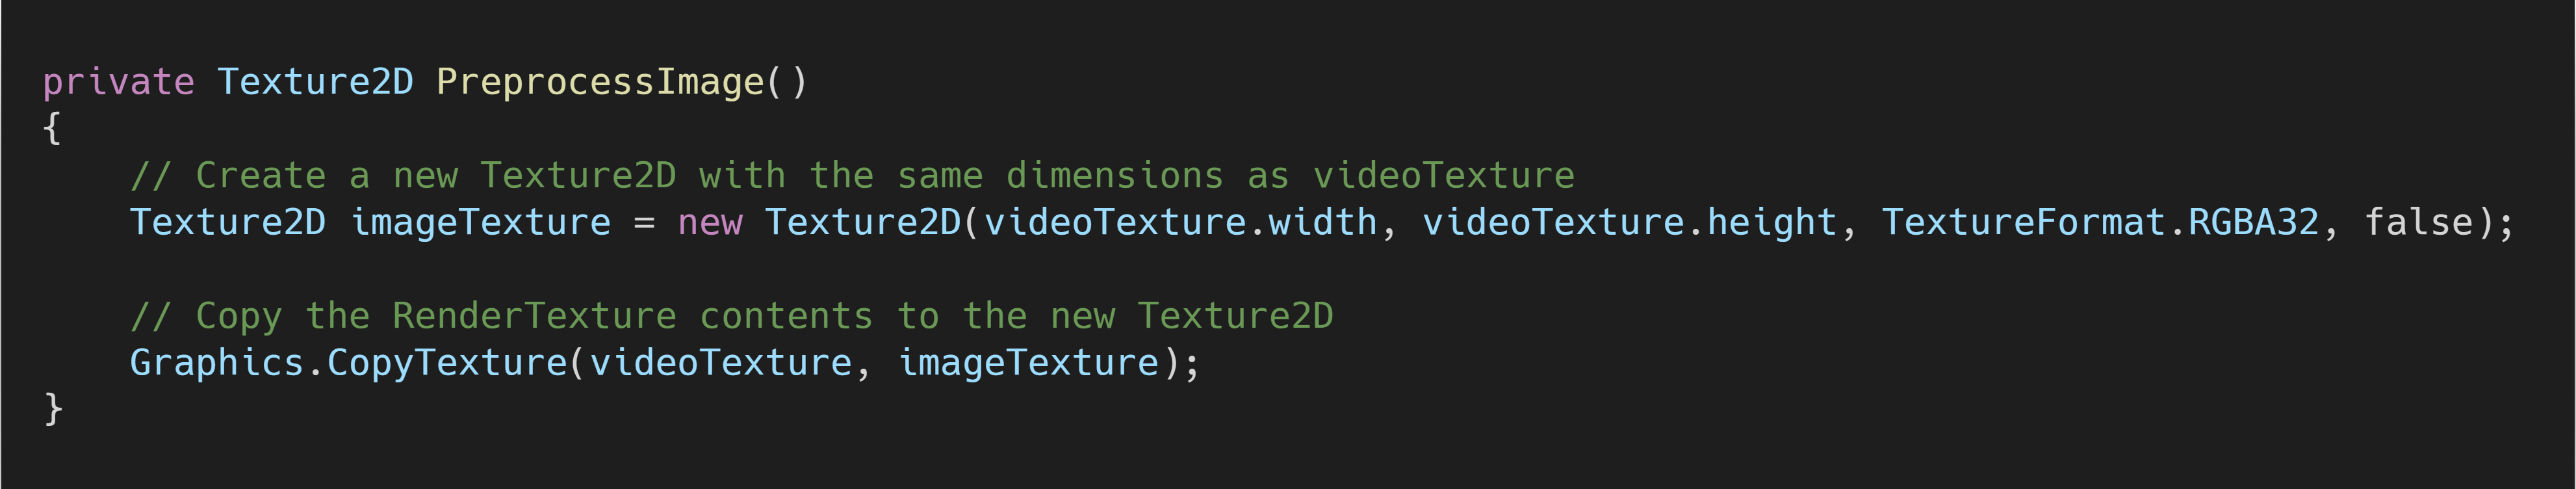 private Texture2D PreprocessImage()
{
    // Create a new Texture2D with the same dimensions as videoTexture
    Texture2D imageTexture = new Texture2D(videoTexture.width, videoTexture.height, TextureFormat.RGBA32, false);

    // Copy the RenderTexture contents to the new Texture2D
    Graphics.CopyTexture(videoTexture, imageTexture);
}